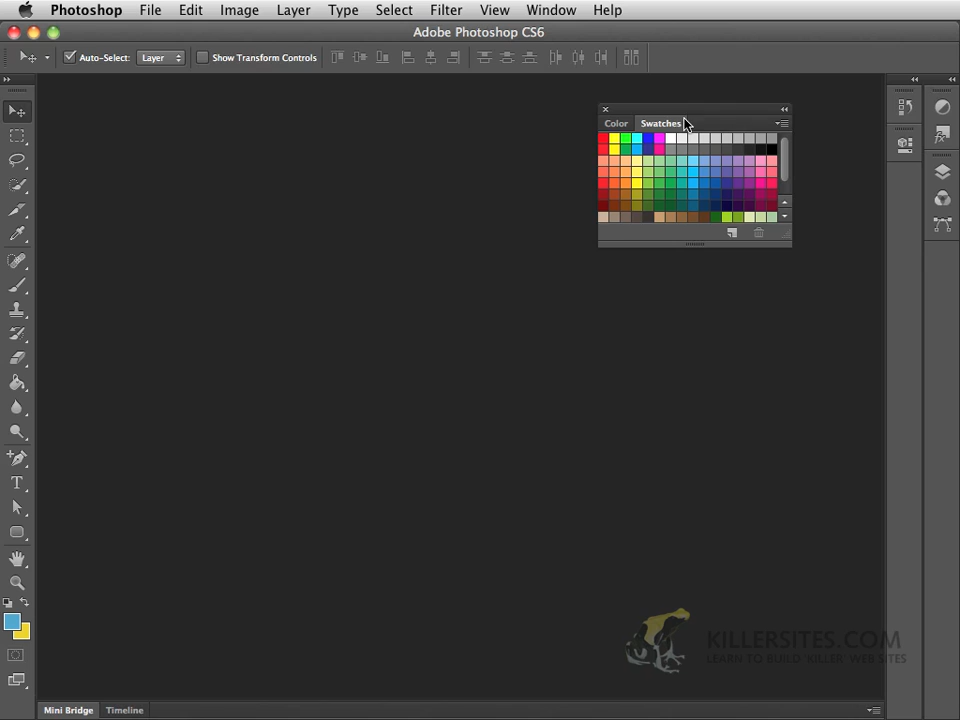 Photoshop File Edit Image Layer Type Select Filter View Window Help
Adobe Photoshop CS6
Auto-Select: Layer Show Transform Controls
Color Swatches
KILLERSITES.COM
LEARN TO BUILD 'KILLER' WEB SITES
Mini Bridge Timeline